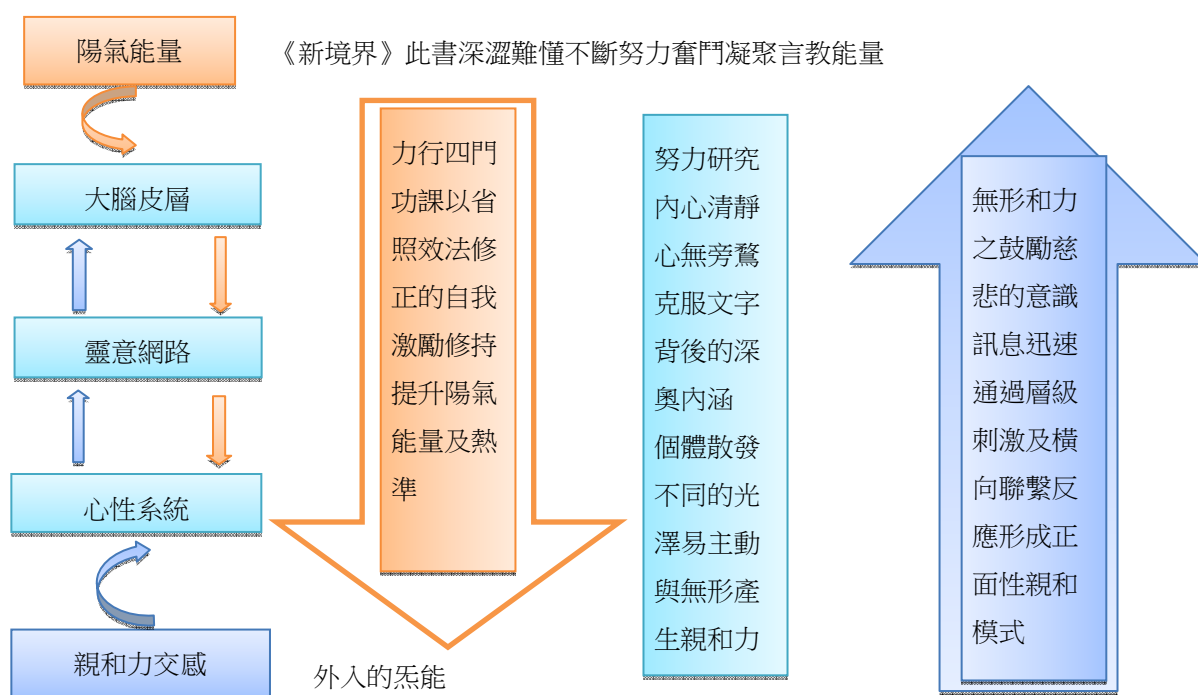 陽氣能量
《新境界》此書深澀難懂不斷努力奮鬥凝聚言教能量
大腦皮層
靈意網路
心性系統
親和力交感
力行四門
功課以省
照效法修
正的自我
激勵修持
提升陽氣
能量及熱
準
外入的炁能
努力研究
內心清靜
心無旁鶩
克服文字
背後的深
奧內涵
個體散發
不同的光
澤易主動
與無形產
生親和力
無形和力
之鼓勵慈
悲的意識
訊息迅速
通過層級
刺激及橫
向聯繫反
應形成正
面性親和
模式